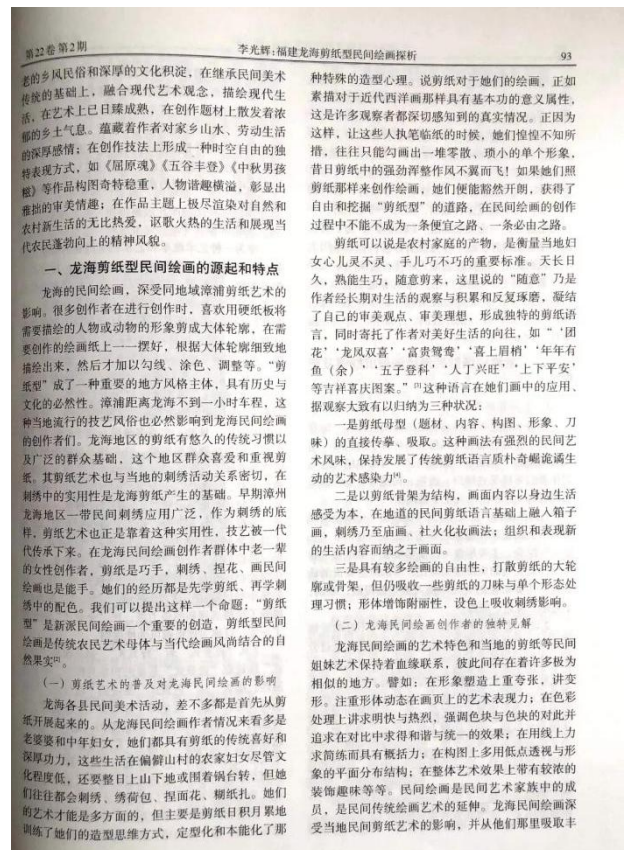 第22卷第2期
李光辉:福建龙海剪纸型民间绘画探析
93
老的乡风民俗和深厚的文化积淀，在继承民间美术
传统的基础上，融合现代艺术观念，描绘现代生
活，在艺术上已日臻成熟，在创作题材上散发着浓
郁的乡土气息。蕴藏着作者对家乡山水、劳动生活
的深厚感情；在创作技法上形成一种时空自由的独
特表现方式，如《屈原魂》《五谷丰登》《中秋男孩
糍》等作品构图奇特稳重，人物谐趣横溢，彰显出
雅拙的审美情趣；在作品主题上极尽渲染对自然和
农村新生活的无比热爱，讴歌火热的生活和展现当
代农民蓬勃向上的精神风貌。
一、龙海剪纸型民间绘画的源起和特点
龙海的民间绘画，深受同地域漳浦剪纸艺术的
影响。很多创作者在进行创作时，喜欢用硬纸板将
需要描绘的人物或动物的形象剪成大体轮廓，在需
要创作的绘画纸上一一摆好，根据大体轮廓细致地
描绘出来，然后才加以勾线、涂色、调整等。“剪
纸型”成了一种重要的地方风格主体，具有历史与
文化的必然性。漳浦距离龙海不到一小时车程，这
种当地流行的技艺风俗也必然影响到龙海民间绘画
的创作者们。龙海地区的剪纸有悠久的传统习惯以
及广泛的群众基础，这个地区群众喜爱和重视剪
纸。其剪纸艺术也与当地的刺绣活动关系密切，在
刺绣中的实用性是龙海剪纸产生的基础。早期漳州
龙海地区一带民间刺绣应用广泛，作为刺绣的底
样，剪纸艺术也正是靠着这种实用性，技艺被一代
代传承下来。在龙海民间绘画创作者群体中老一辈
的女性创作者，剪纸是巧手，刺绣、捏花、画民间
绘画也是能手。她们的经历都是先学剪纸、再学刺
绣中的配色。我们可以提出这样一个命题：“剪纸
型”是新派民间绘画一个重要的创造，剪纸型民间
绘画是传统农民艺术母体与当代绘画风尚结合的自
然果实[2]。
（一）剪纸艺术的普及对龙海民间绘画的影响
龙海各县民间美术活动，差不多都是首先从剪
纸开展起来的。从龙海民间绘画作者情况来看多是
老婆婆和中年妇女，她们都具有剪纸的传统喜好和
深厚功力，这些生活在偏僻山村的农家妇女尽管文
化程度低，还要整日上山下地或围着锅台转，但她
们往往都会刺绣、绣荷包、捏面花、糊纸扎。她们
的艺术才能是多方面的，但主要是剪纸日积月累地
训练了她们的造型思维方式，定型化和本能化了那
种特殊的造型心理。说剪纸对于她们的绘画，正如
素描对于近代西洋画那样具有基本功的意义属性，
这是许多观察者都深切感知到的真实情况。正因为
这样，让这些人执笔临纸的时候，她们惶惶不知所
措，往往只能勾画出一堆零散、琐小的单个形象，
昔日剪纸中的强劲浑整作风不翼而飞！如果她们照
剪纸那样来创作绘画，她们便能豁然开朗，获得了
自由和挖掘“剪纸型”的道路，在民间绘画的创作
过程中不能不成为一条便宜之路、一条必由之路。
剪纸可以说是农村家庭的产物，是衡量当地妇
女心儿灵不灵、手儿巧不巧的重要标准。天长日
久，熟能生巧，随意剪来，这里说的“随意”乃是
作者经长期对生活的观察与积累和反复琢磨，凝结
了自己的审美观点、审美理想，形成独特的剪纸语
言，同时寄托了作者对美好生活的向往，如“‘团
花’‘龙凤双喜’‘富贵鸳鸯’‘喜上眉梢’‘年年有
鱼（余）’‘五子登科’‘人丁兴旺’‘上下平安’
等吉祥喜庆图案。”[3]这种语言在她们画中的应用、
据观察大致有以归纳为三种状况：
一是剪纸母型（题材、内容、构图、形象、刀
味）的直接传摹、吸取。这种画法有强烈的民间艺
术风味，保持发展了传统剪纸语言质朴奇崛诡谲生
动的艺术感染力[4]。
二是以剪纸骨架为结构，画面内容以身边生活
感受为本，在地道的民间剪纸语言基础上融入箱子
画，刺绣乃至庙画、社火化妆画法；组织和表现新
的生活内容而纳之于画面。
三是具有较多绘画的自由性，打散剪纸的大轮
廓或骨架，但仍吸收一些剪纸的刀味与单个形态处
理习惯；形体增饰附丽性，设色上吸收刺绣影响。
（二）龙海民间绘画创作者的独特见解
龙海民间绘画的艺术特色和当地的剪纸等民间
姐妹艺术保持着血缘联系，彼此间存在着许多极为
相似的地方。譬如：在形象塑造上重夸张，讲变
形。注重形体动态在画页上的艺术表现力；在色彩
处理上讲求明快与热烈，强调色块与色块的对此并
追求在对比中求得和谐与统一的效果；在用线上力
求简练而具有概括力；在构图上多用低点透视与形
象的平面分布结构；在整体艺术效果上带有较浓的
装饰趣味等等。民间绘画是民间艺术家族中的成
员，是民间传统绘画艺术的延伸。龙海民间绘画深
受当地民间剪纸艺术的影响，并从他们那里吸取丰